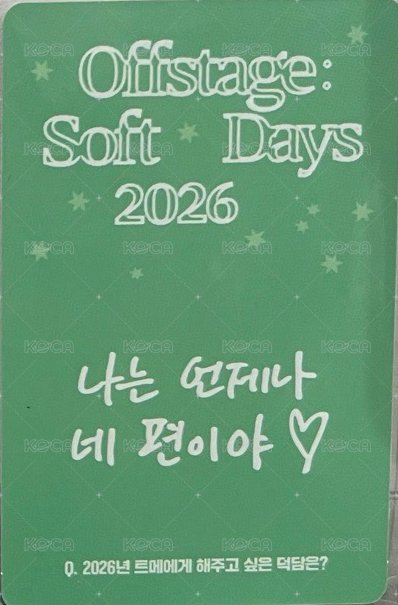 Offstage:
Soft Days
2026
나는 언제나
네 편이야 ♡
Q. 2026년 트메에게 해주고 싶은 덕담은?
KOCA